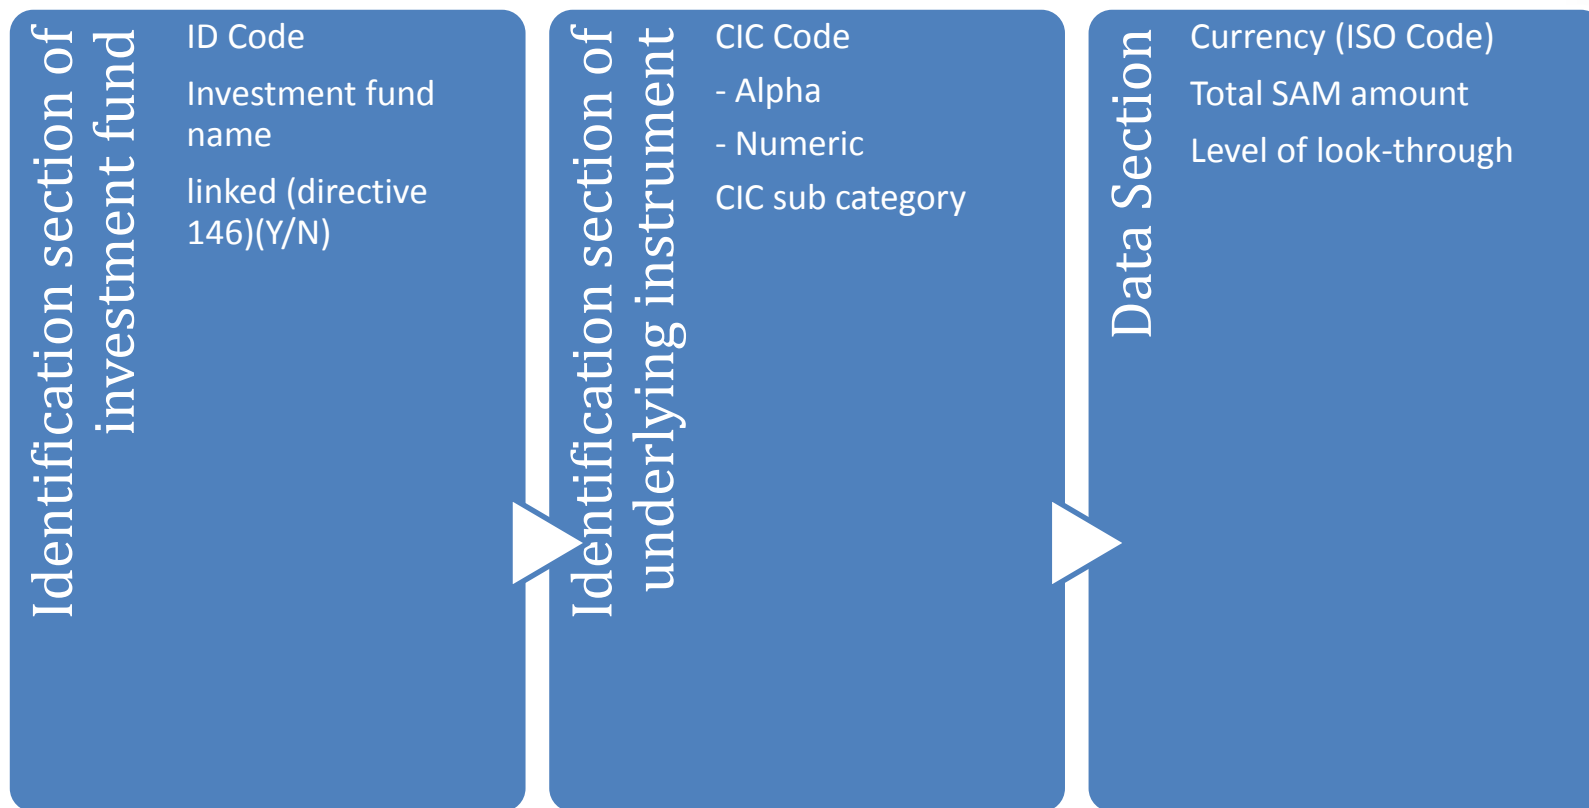 Identification section of
investment fund
ID Code
Investment fund
name
linked (directive
146)(Y/N)
Identification section of
underlying instrument
CIC Code
- Alpha
- Numeric
CIC sub category
Data Section
Currency (ISO Code)
Total SAM amount
Level of look-through